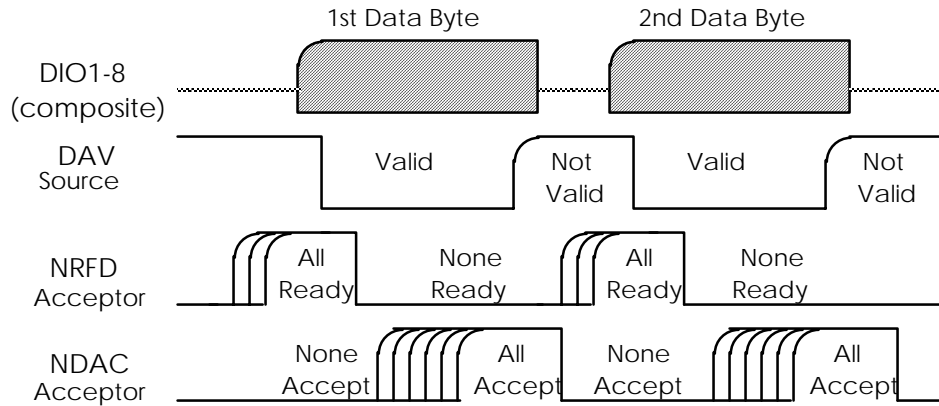 1st Data Byte
2nd Data Byte
DIO1-8
(composite)
DAV
Source
Valid
Not
Valid
Valid
Not
Valid
NRFD
Acceptor
All
Ready
None
Ready
All
Ready
None
Ready
NDAC
Acceptor
None
Accept
All
Accept
None
Accept
All
Accept